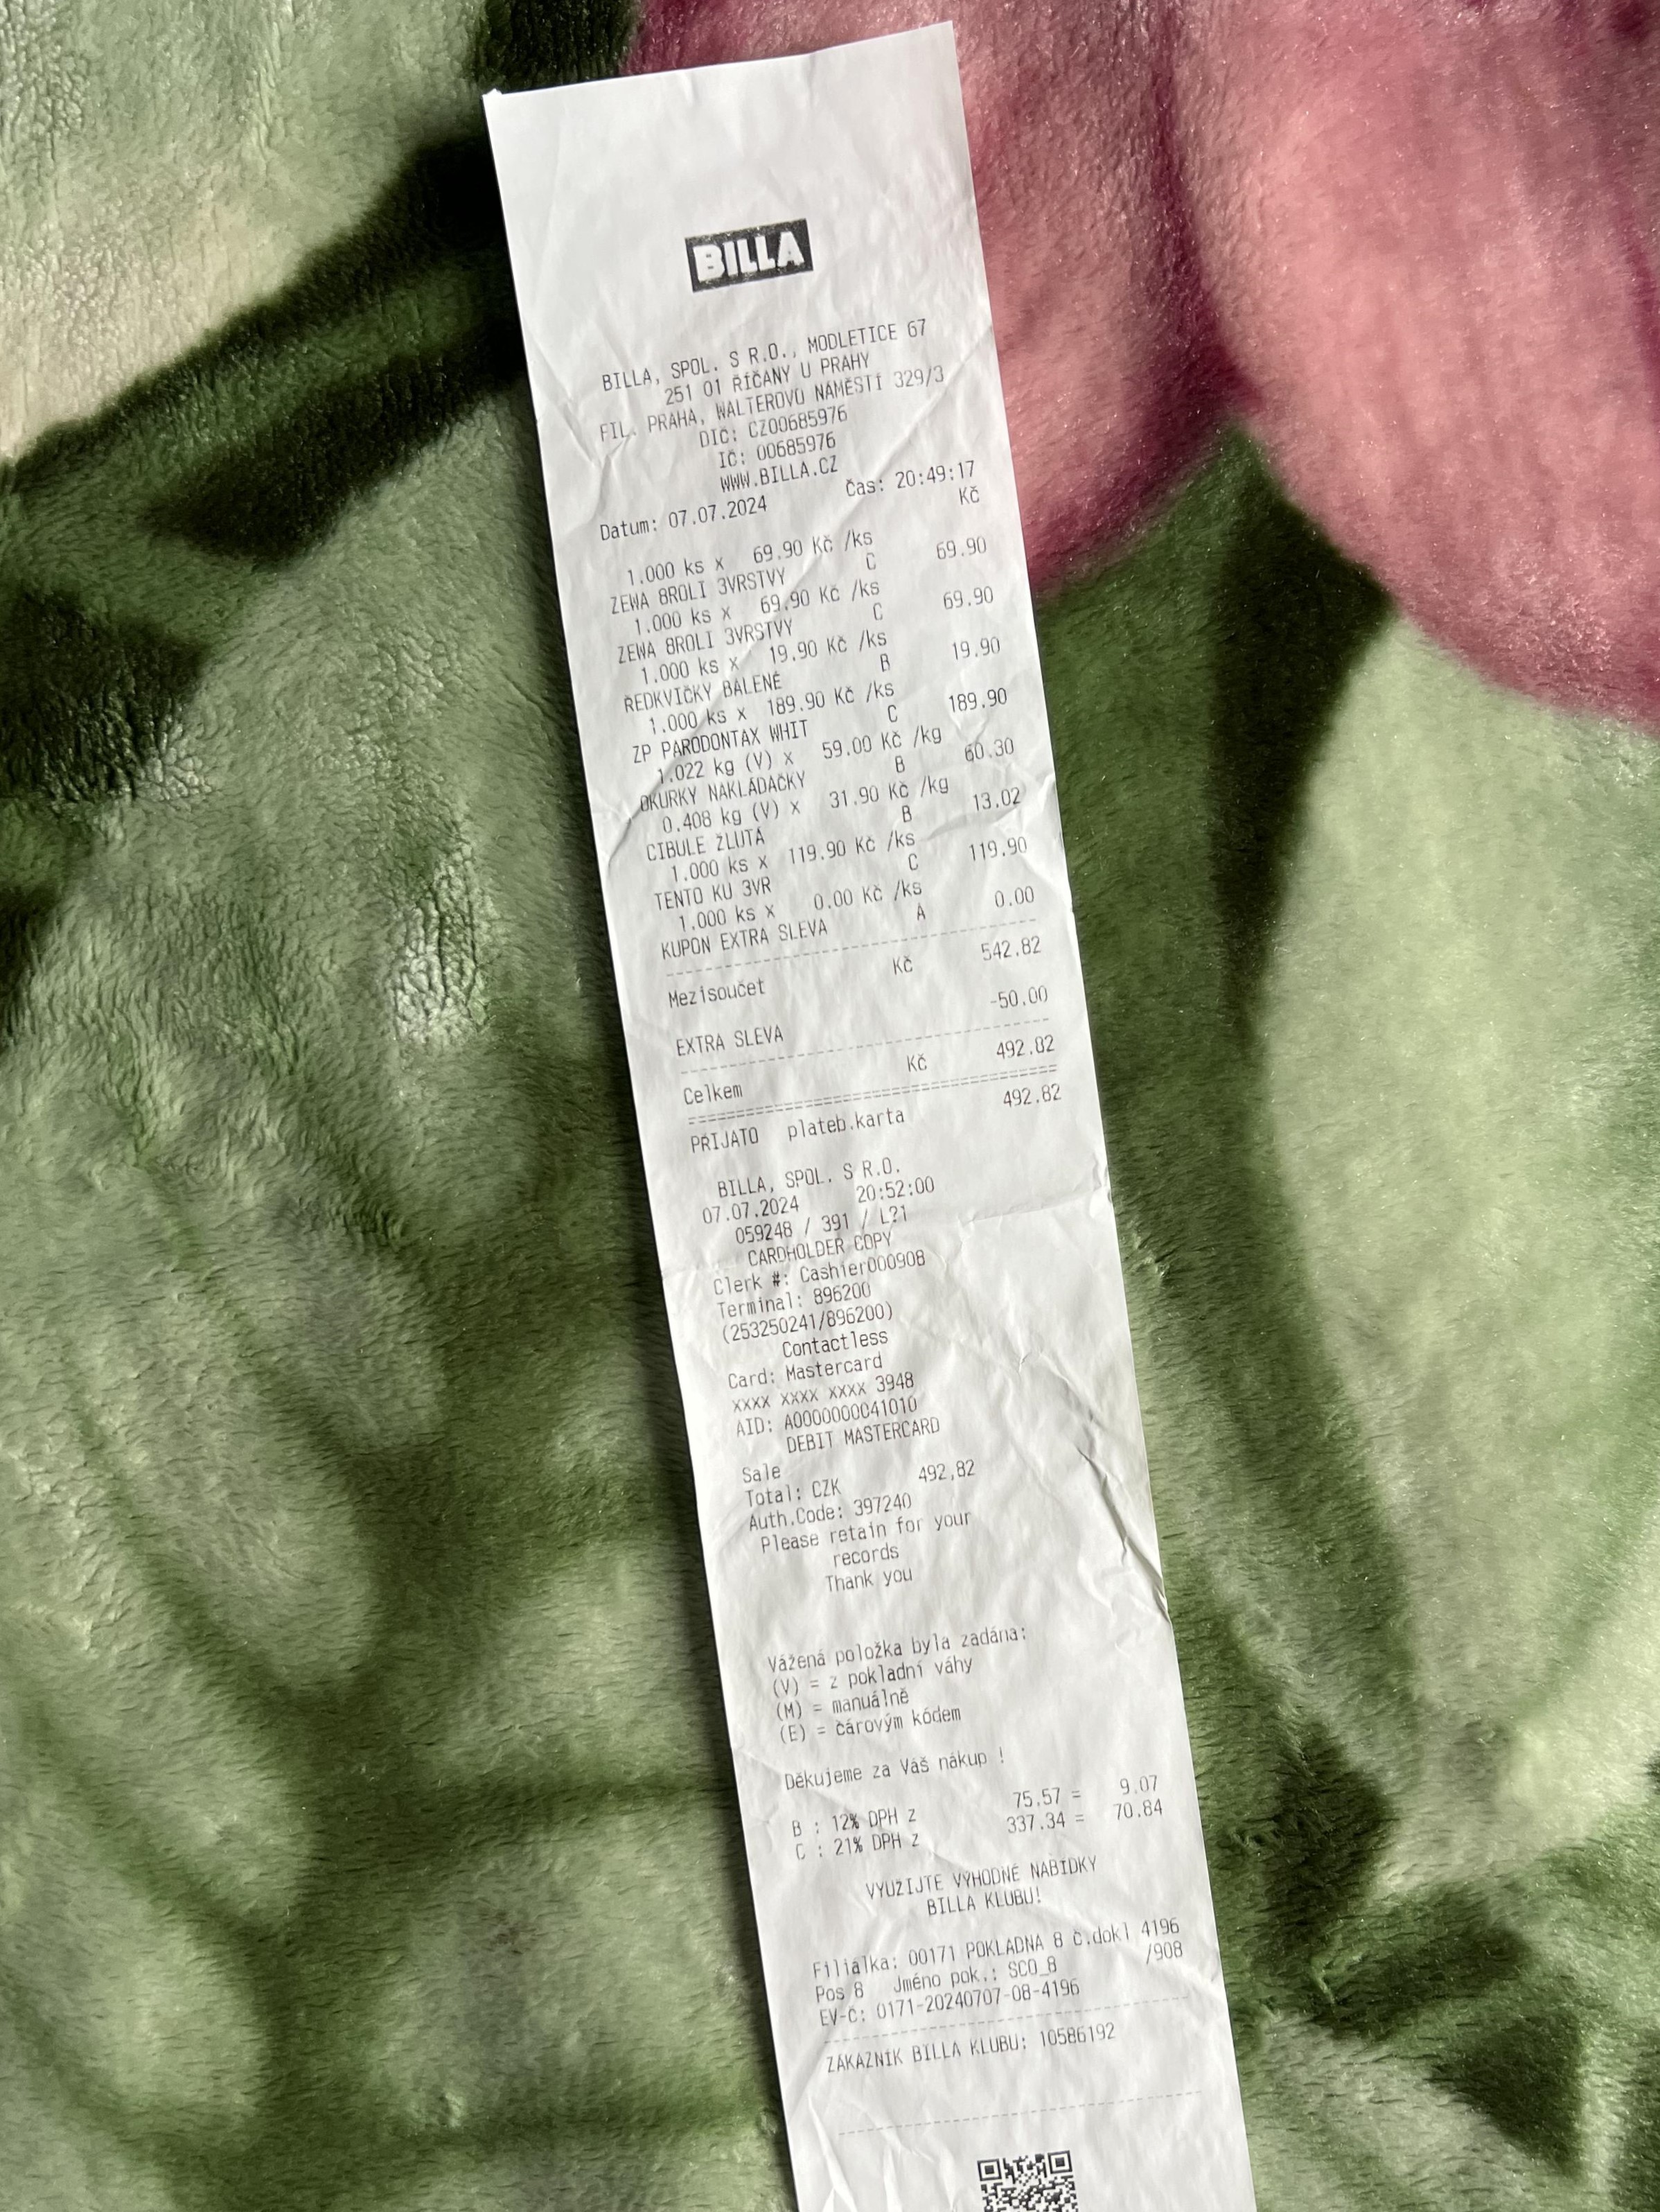 BILLA
BILLA, SPOL. S R.O., MODLETICE 67
251 01 ŘÍČANY U PRAHY
FIL. PRAHA, WALTEROVO NÁMĚSTÍ 329/3
DIČ: CZ00685976
IČ: 00685976
WWW.BILLA.CZ
Datum: 07.07.2024 Čas: 20:49:17
Kč
1.000 ks x 69.90 Kč /ks
ZEWA 8ROLI 3VRSTVY C 69.90
1.000 ks x 69.90 Kč /ks
ZEWA 8ROLI 3VRSTVY C 69.90
1.000 ks x 19.90 Kč /ks
ŘEDKVIČKY BALENÉ B 19.90
1.000 ks x 189.90 Kč /ks
ZP PARODONTAX WHIT C 189.90
1.022 kg (V) x 59.00 Kč /kg
OKURKY NAKLÁDAČKY B 60.30
0.408 kg (V) x 31.90 Kč /kg
CIBULE ŽLUTÁ B 13.02
1.000 ks x 119.90 Kč /ks
TENTO KU 3VR C 119.90
1.000 ks x 0.00 Kč /ks
KUPON EXTRA SLEVA A 0.00
Mezisoučet Kč 542.82
EXTRA SLEVA -50.00
Celkem Kč 492.82
PŘIJATO plateb.karta 492.82
BILLA, SPOL. S R.O.
07.07.2024 20:52:00
059248 / 391 / L?1
CARDHOLDER COPY
Clerk #: Cashier000908
Terminal: 896200
(253250241/896200)
Contactless
Card: Mastercard
xxxx xxxx xxxx 3948
AID: A0000000041010
DEBIT MASTERCARD
Sale
Total: CZK 492,82
Auth.Code: 397240
Please retain for your
records
Thank you
Vážená položka byla zadána:
(V) = z pokladní váhy
(M) = manuálně
(E) = čárovým kódem
Děkujeme za Váš nákup !
B : 12% DPH z 75.57 = 9.07
C : 21% DPH z 337.34 = 70.84
VYUŽIJTE VÝHODNÉ NABÍDKY
BILLA KLUBU!
Filiálka: 00171 POKLADNA 8 č.dokl 4196
Pos 8 Jméno pok.: SCO_8 /908
EV-Č: 0171-20240707-08-4196
ZÁKAZNÍK BILLA KLUBU: 10586192